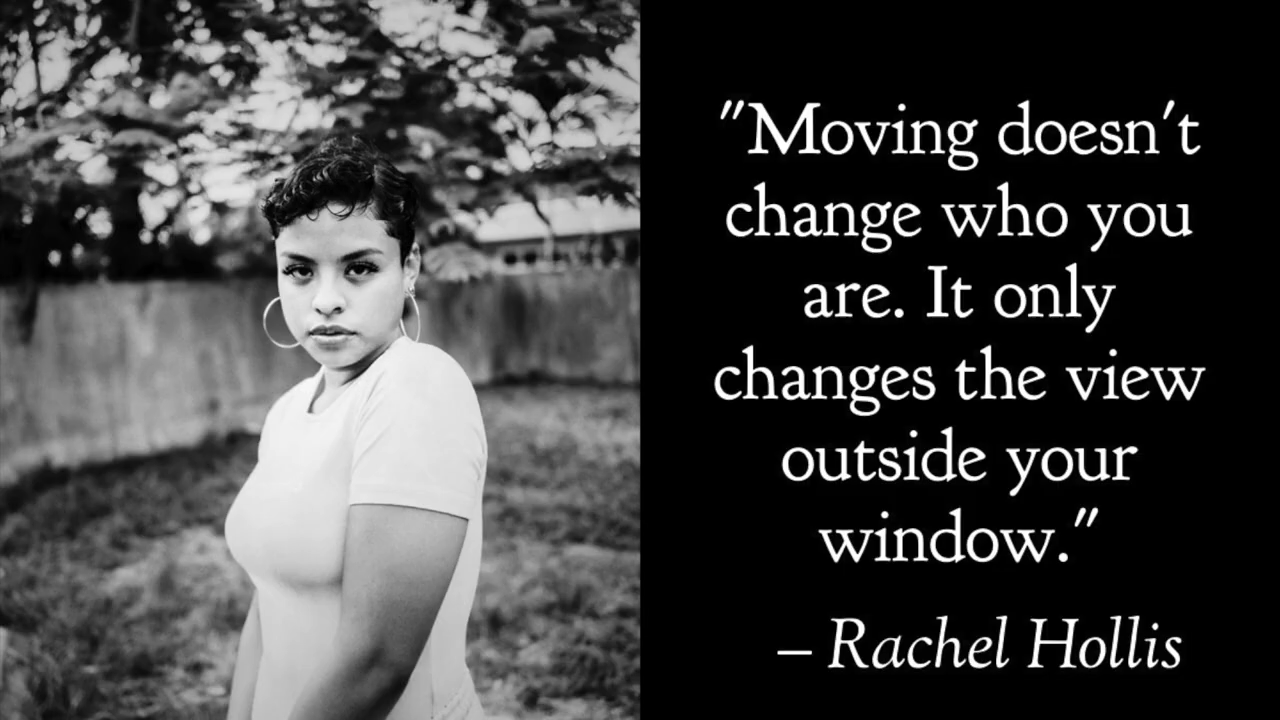 "Moving doesn't
change who you
are. It only
changes the view
outside your
window."
– Rachel Hollis